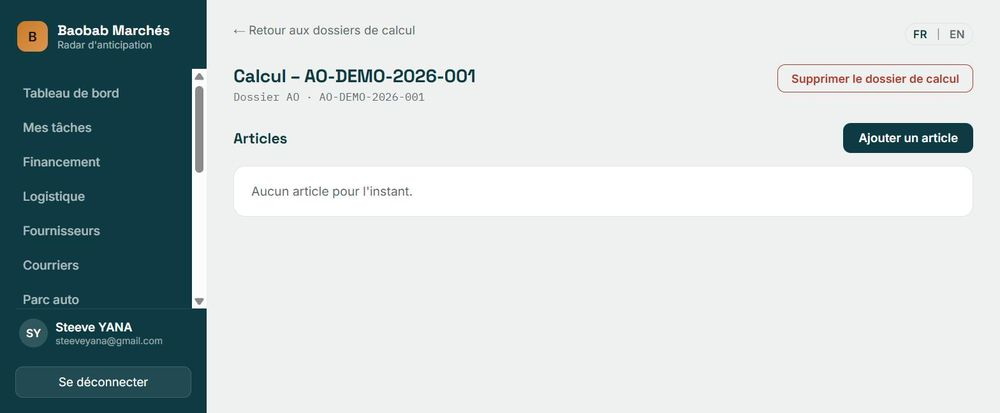 B
Baobab Marchés
Radar d'anticipation
Tableau de bord
Mes tâches
Financement
Logistique
Fournisseurs
Courriers
Parc auto
SY
Steeve YANA
steeveyana@gmail.com
Se déconnecter
← Retour aux dossiers de calcul
FR | EN
Calcul – AO-DEMO-2026-001
Supprimer le dossier de calcul
Dossier AO · AO-DEMO-2026-001
Articles
Ajouter un article
Aucun article pour l'instant.